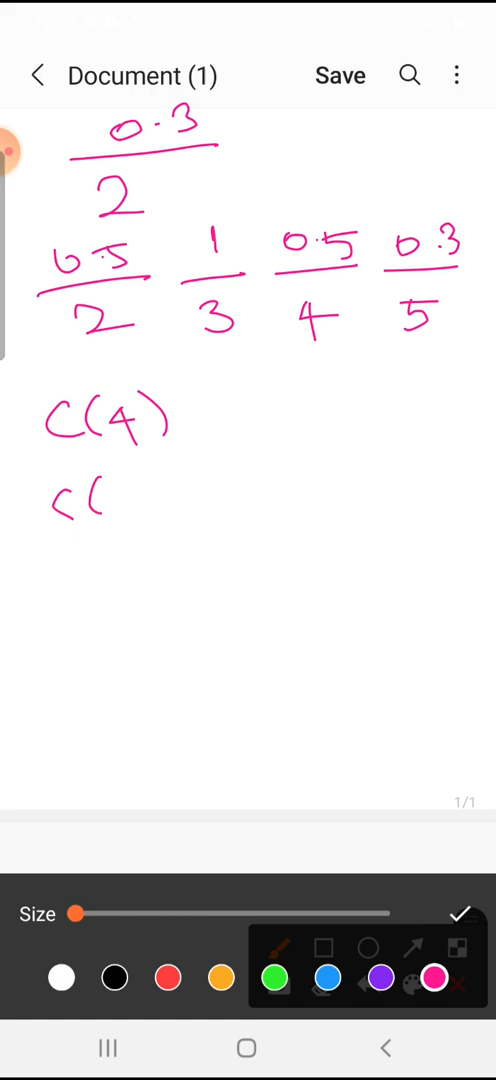 Document (1) Save
0.3
2
0.5 1 0.5 0.3
2 3 4 5
C(4)
C(
1/1
Size